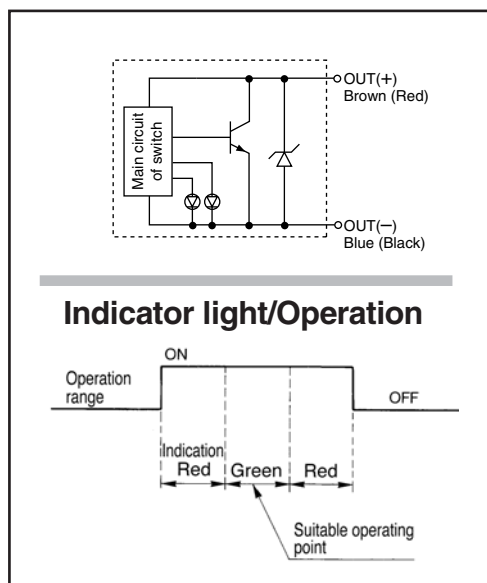 OUT(+)
Brown (Red)
Main circuit
of switch
OUT(−)
Blue (Black)
Indicator light/Operation
ON
Operation
range
OFF
Indication
Red
Green
Red
Suitable operating
point